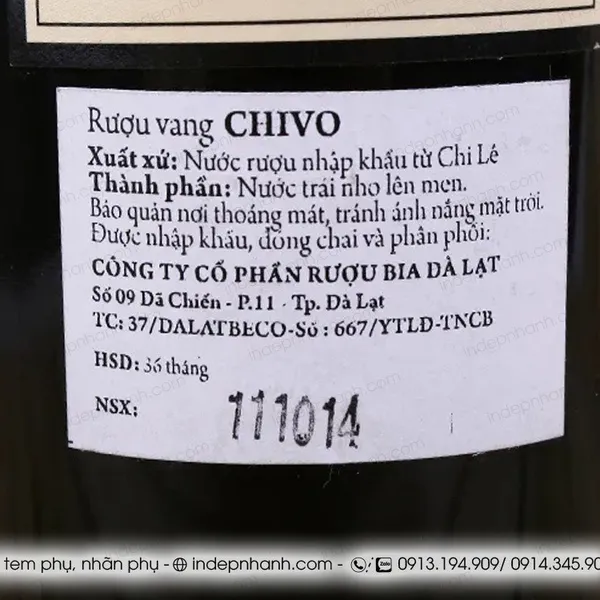 Rượu vang CHIVO
Xuất xứ: Nước rượu nhập khẩu từ Chi Lê
Thành phần: Nước trái nho lên men.
Bảo quản nơi thoáng mát, tránh ánh nắng mặt trời.
Được nhập khẩu, đóng chai và phân phối:
CÔNG TY CỔ PHẦN RƯỢU BIA ĐÀ LẠT
Số 09 Dã Chiến - P.11 - Tp. Đà Lạt
TC: 37/DALATBECO-Số : 667/YTLĐ-TNCB
HSD: 36 tháng
NSX: 111014
tem phụ, nhãn phụ - indepnhanh.com - Zalo 0913.194.909/ 0914.345.90